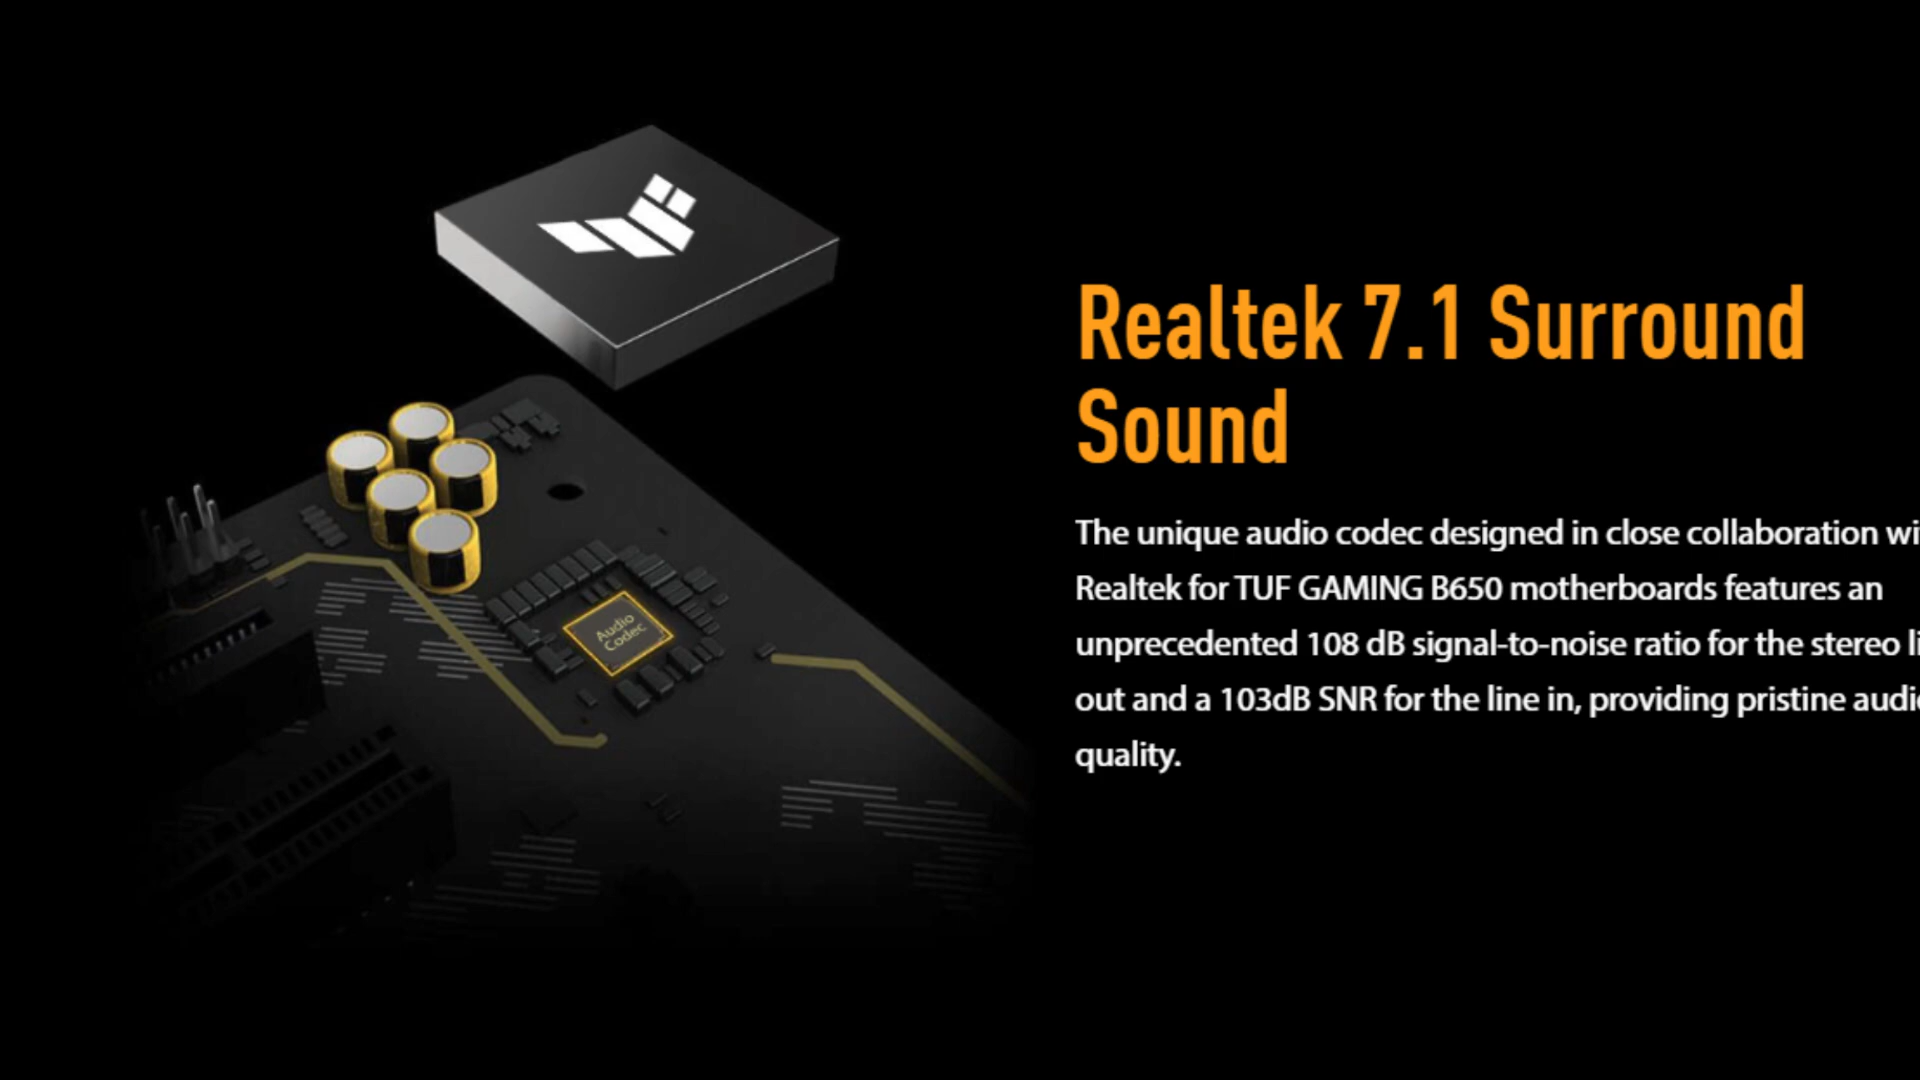 Realtek 7.1 Surround
Sound
The unique audio codec designed in close collaboration
Realtek for TUF GAMING B650 motherboards features an
unprecedented 108 dB signal-to-noise ratio for the stereo
out and a 103dB SNR for the line in, providing pristine
quality.
Audio
Codec